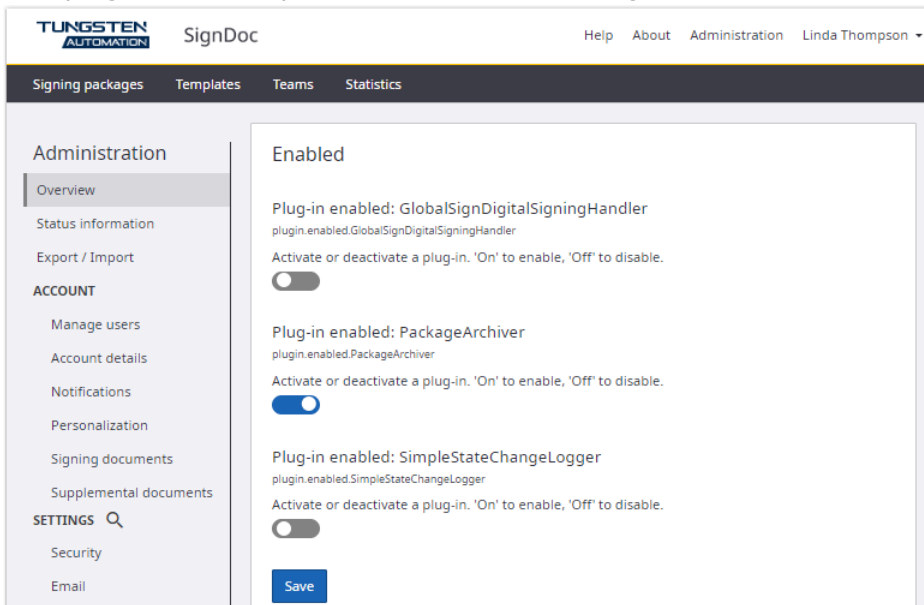 TUNGSTEN
AUTOMATION
SignDoc
Help About Administration Linda Thompson
Signing packages Templates Teams Statistics
Administration
Overview
Status information
Export / Import
ACCOUNT
Manage users
Account details
Notifications
Personalization
Signing documents
Supplemental documents
SETTINGS
Security
Email
Enabled
Plug-in enabled: GlobalSignDigitalSigningHandler
plugin.enabled.GlobalSignDigitalSigningHandler
Activate or deactivate a plug-in. 'On' to enable, 'Off' to disable.
Plug-in enabled: PackageArchiver
plugin.enabled.PackageArchiver
Activate or deactivate a plug-in. 'On' to enable, 'Off' to disable.
Plug-in enabled: SimpleStateChangeLogger
plugin.enabled.SimpleStateChangeLogger
Activate or deactivate a plug-in. 'On' to enable, 'Off' to disable.
Save